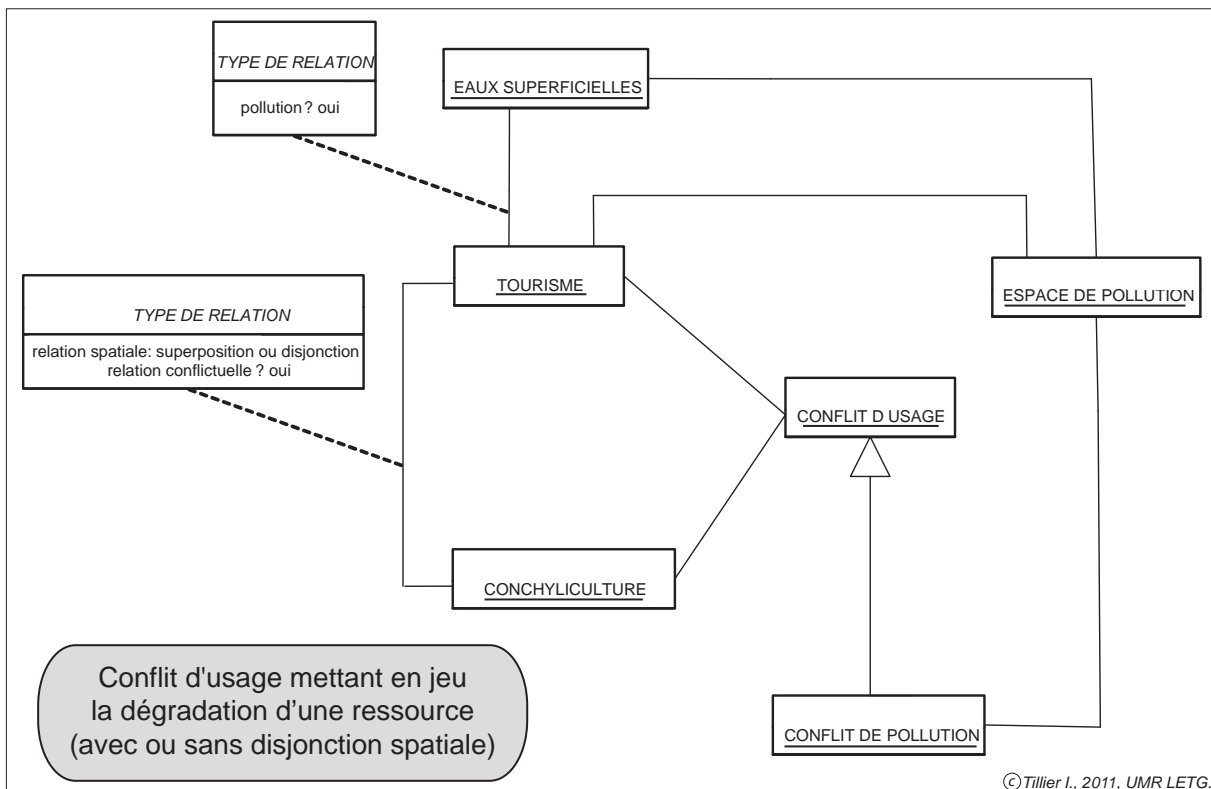 TYPE DE RELATION
pollution ? oui
EAUX SUPERFICIELLES
TOURISME
ESPACE DE POLLUTION
TYPE DE RELATION
relation spatiale: superposition ou disjonction
relation conflictuelle ? oui
CONFLIT D USAGE
CONCHYLICULTURE
Conflit d'usage mettant en jeu
la dégradation d’une ressource
(avec ou sans disjonction spatiale)
CONFLIT DE POLLUTION
©Tillier I., 2011, UMR LETG.